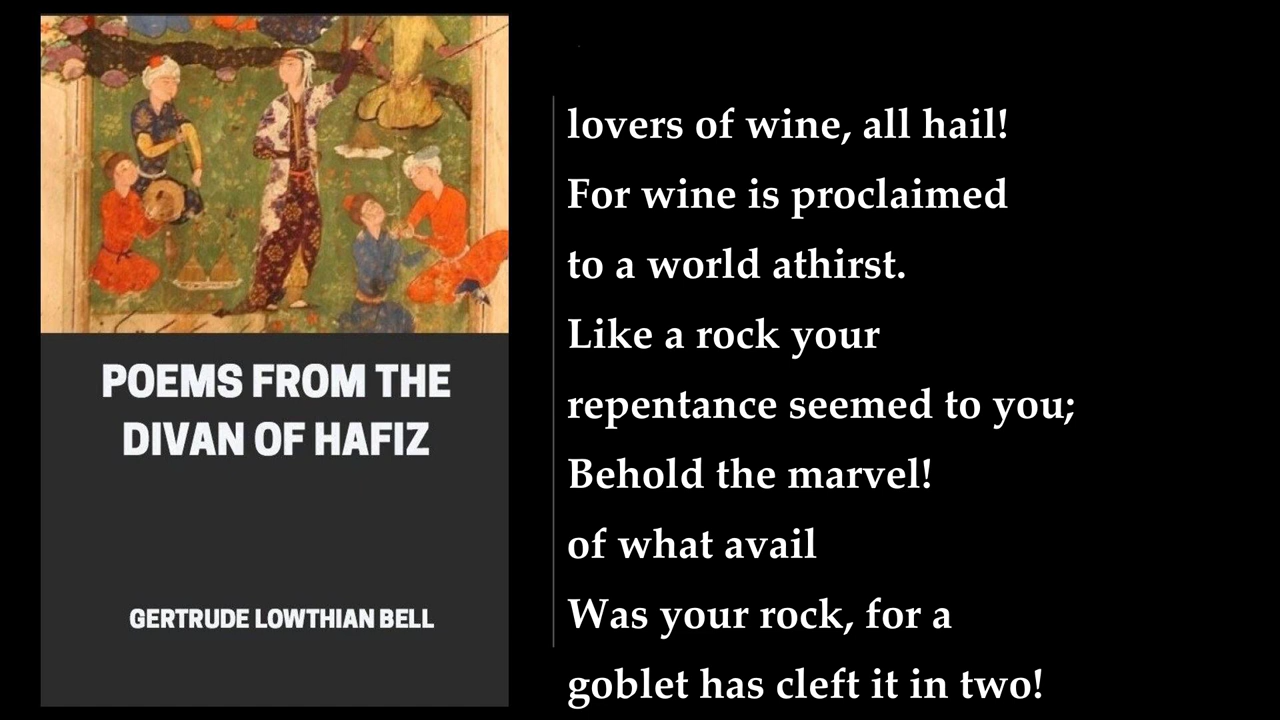 POEMS FROM THE
DIVAN OF HAFIZ
GERTRUDE LOWTHIAN BELL
lovers of wine, all hail!
For wine is proclaimed
to a world athirst.
Like a rock your
repentance seemed to you;
Behold the marvel!
of what avail
Was your rock, for a
goblet has cleft it in two!